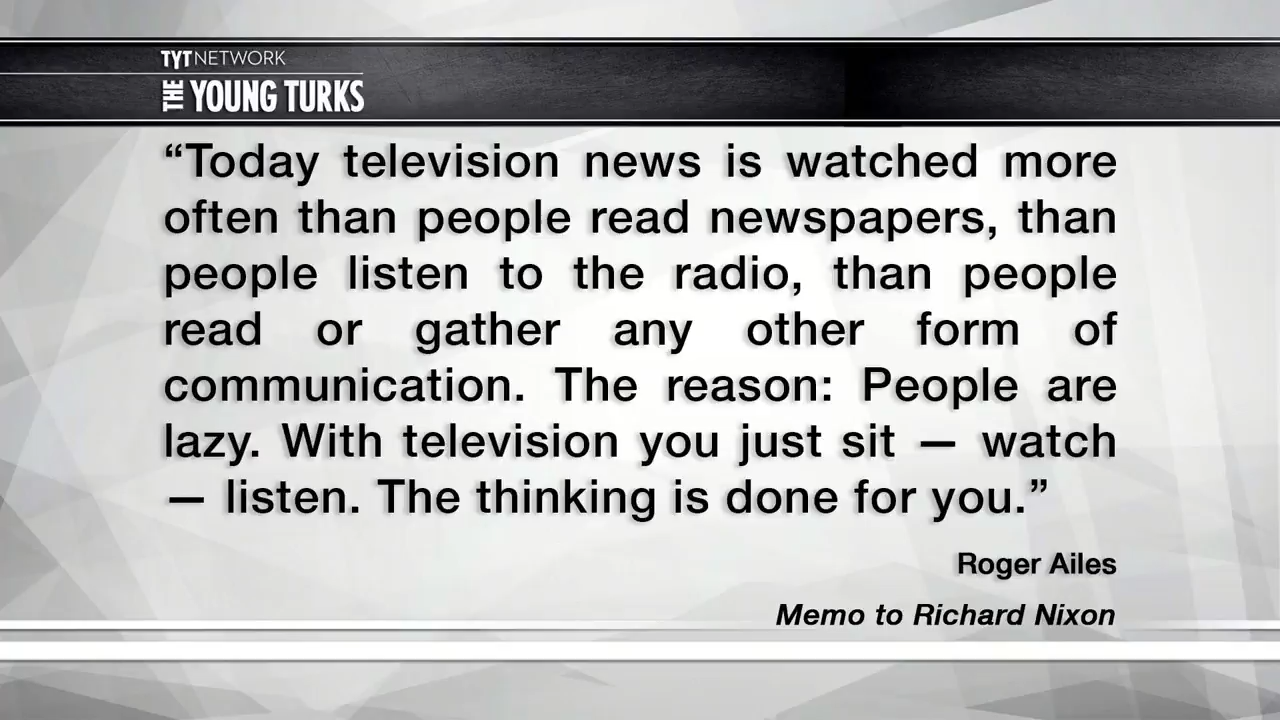 TYT NETWORK
THE YOUNG TURKS
“Today television news is watched more
often than people read newspapers, than
people listen to the radio, than people
read or gather any other form of
communication. The reason: People are
lazy. With television you just sit — watch
— listen. The thinking is done for you.”
Roger Ailes
Memo to Richard Nixon